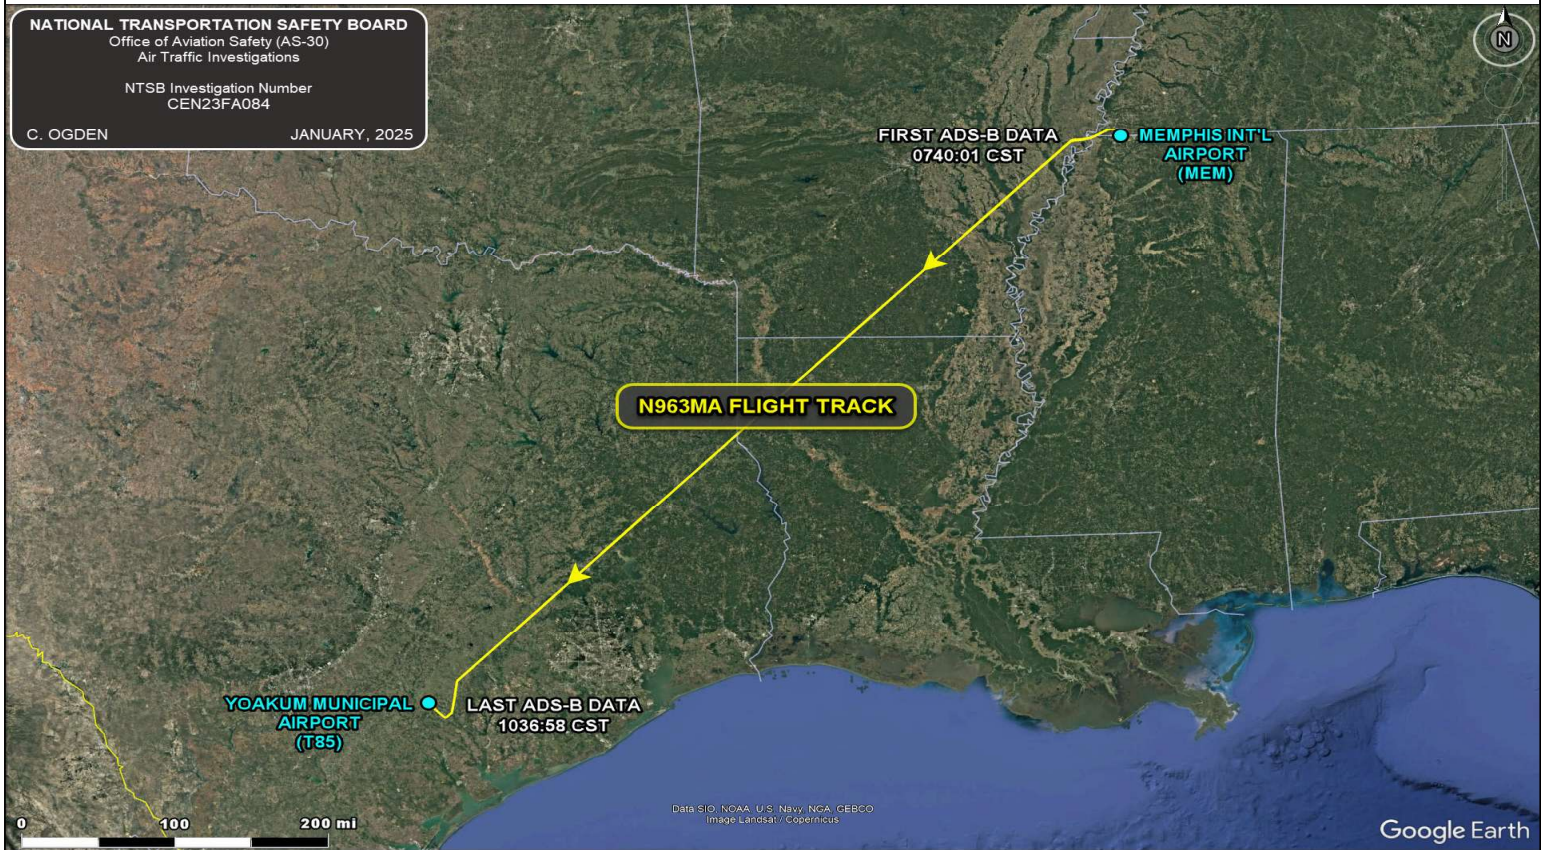 NATIONAL TRANSPORTATION SAFETY BOARD
Office of Aviation Safety (AS-30)
Air Traffic Investigations
NTSB Investigation Number
CEN23FA084
C. OGDEN JANUARY, 2025
N
FIRST ADS-B DATA
0740:01 CST
MEMPHIS INT'L
AIRPORT
(MEM)
N963MA FLIGHT TRACK
YOAKUM MUNICIPAL
AIRPORT
(T85)
LAST ADS-B DATA
1036:58 CST
0 100 200 mi
Data SIO, NOAA, U.S. Navy, NGA, GEBCO
Image Landsat / Copernicus
Google Earth